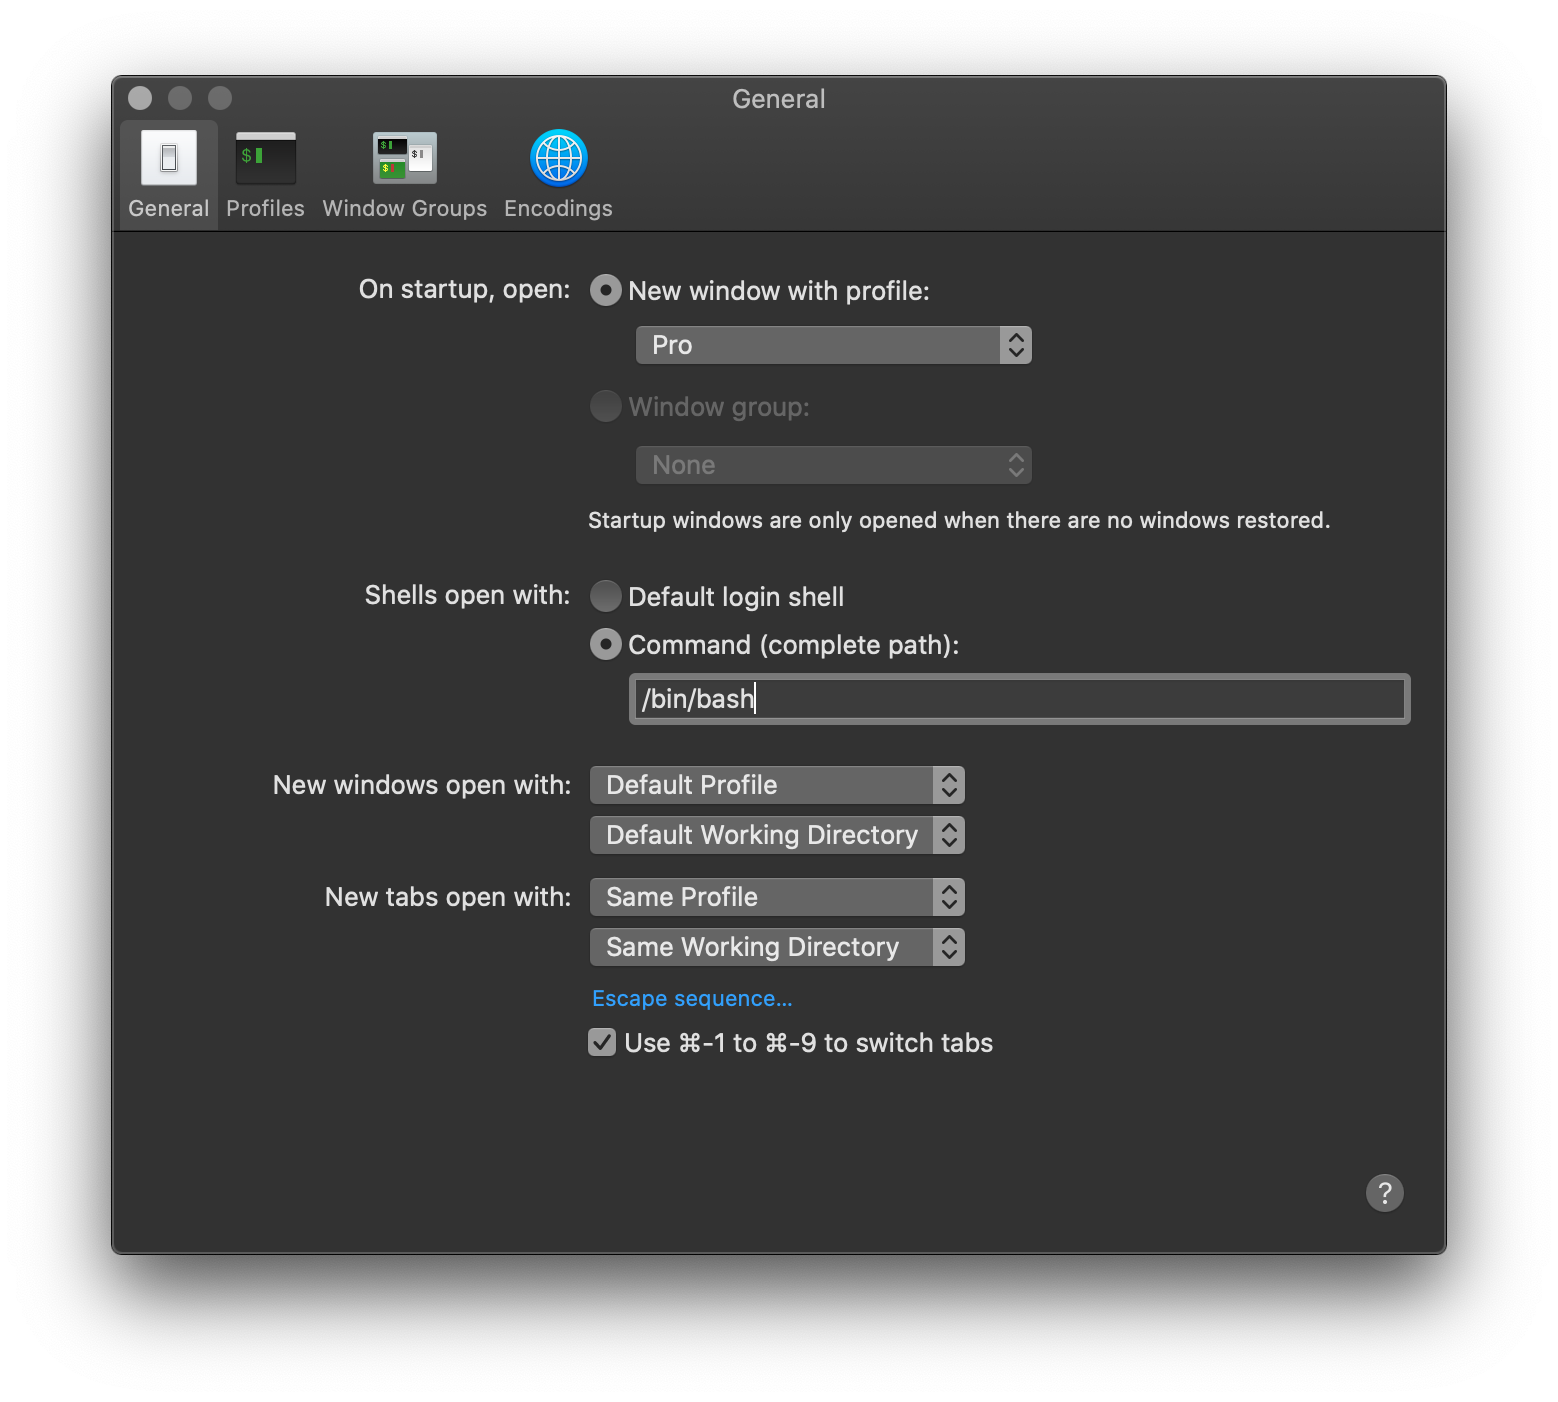 General
General Profiles Window Groups Encodings
On startup, open: New window with profile:
Pro
Window group:
None
Startup windows are only opened when there are no windows restored.
Shells open with: Default login shell
Command (complete path):
/bin/bash
New windows open with: Default Profile
Default Working Directory
New tabs open with: Same Profile
Same Working Directory
Escape sequence...
Use ⌘-1 to ⌘-9 to switch tabs
?